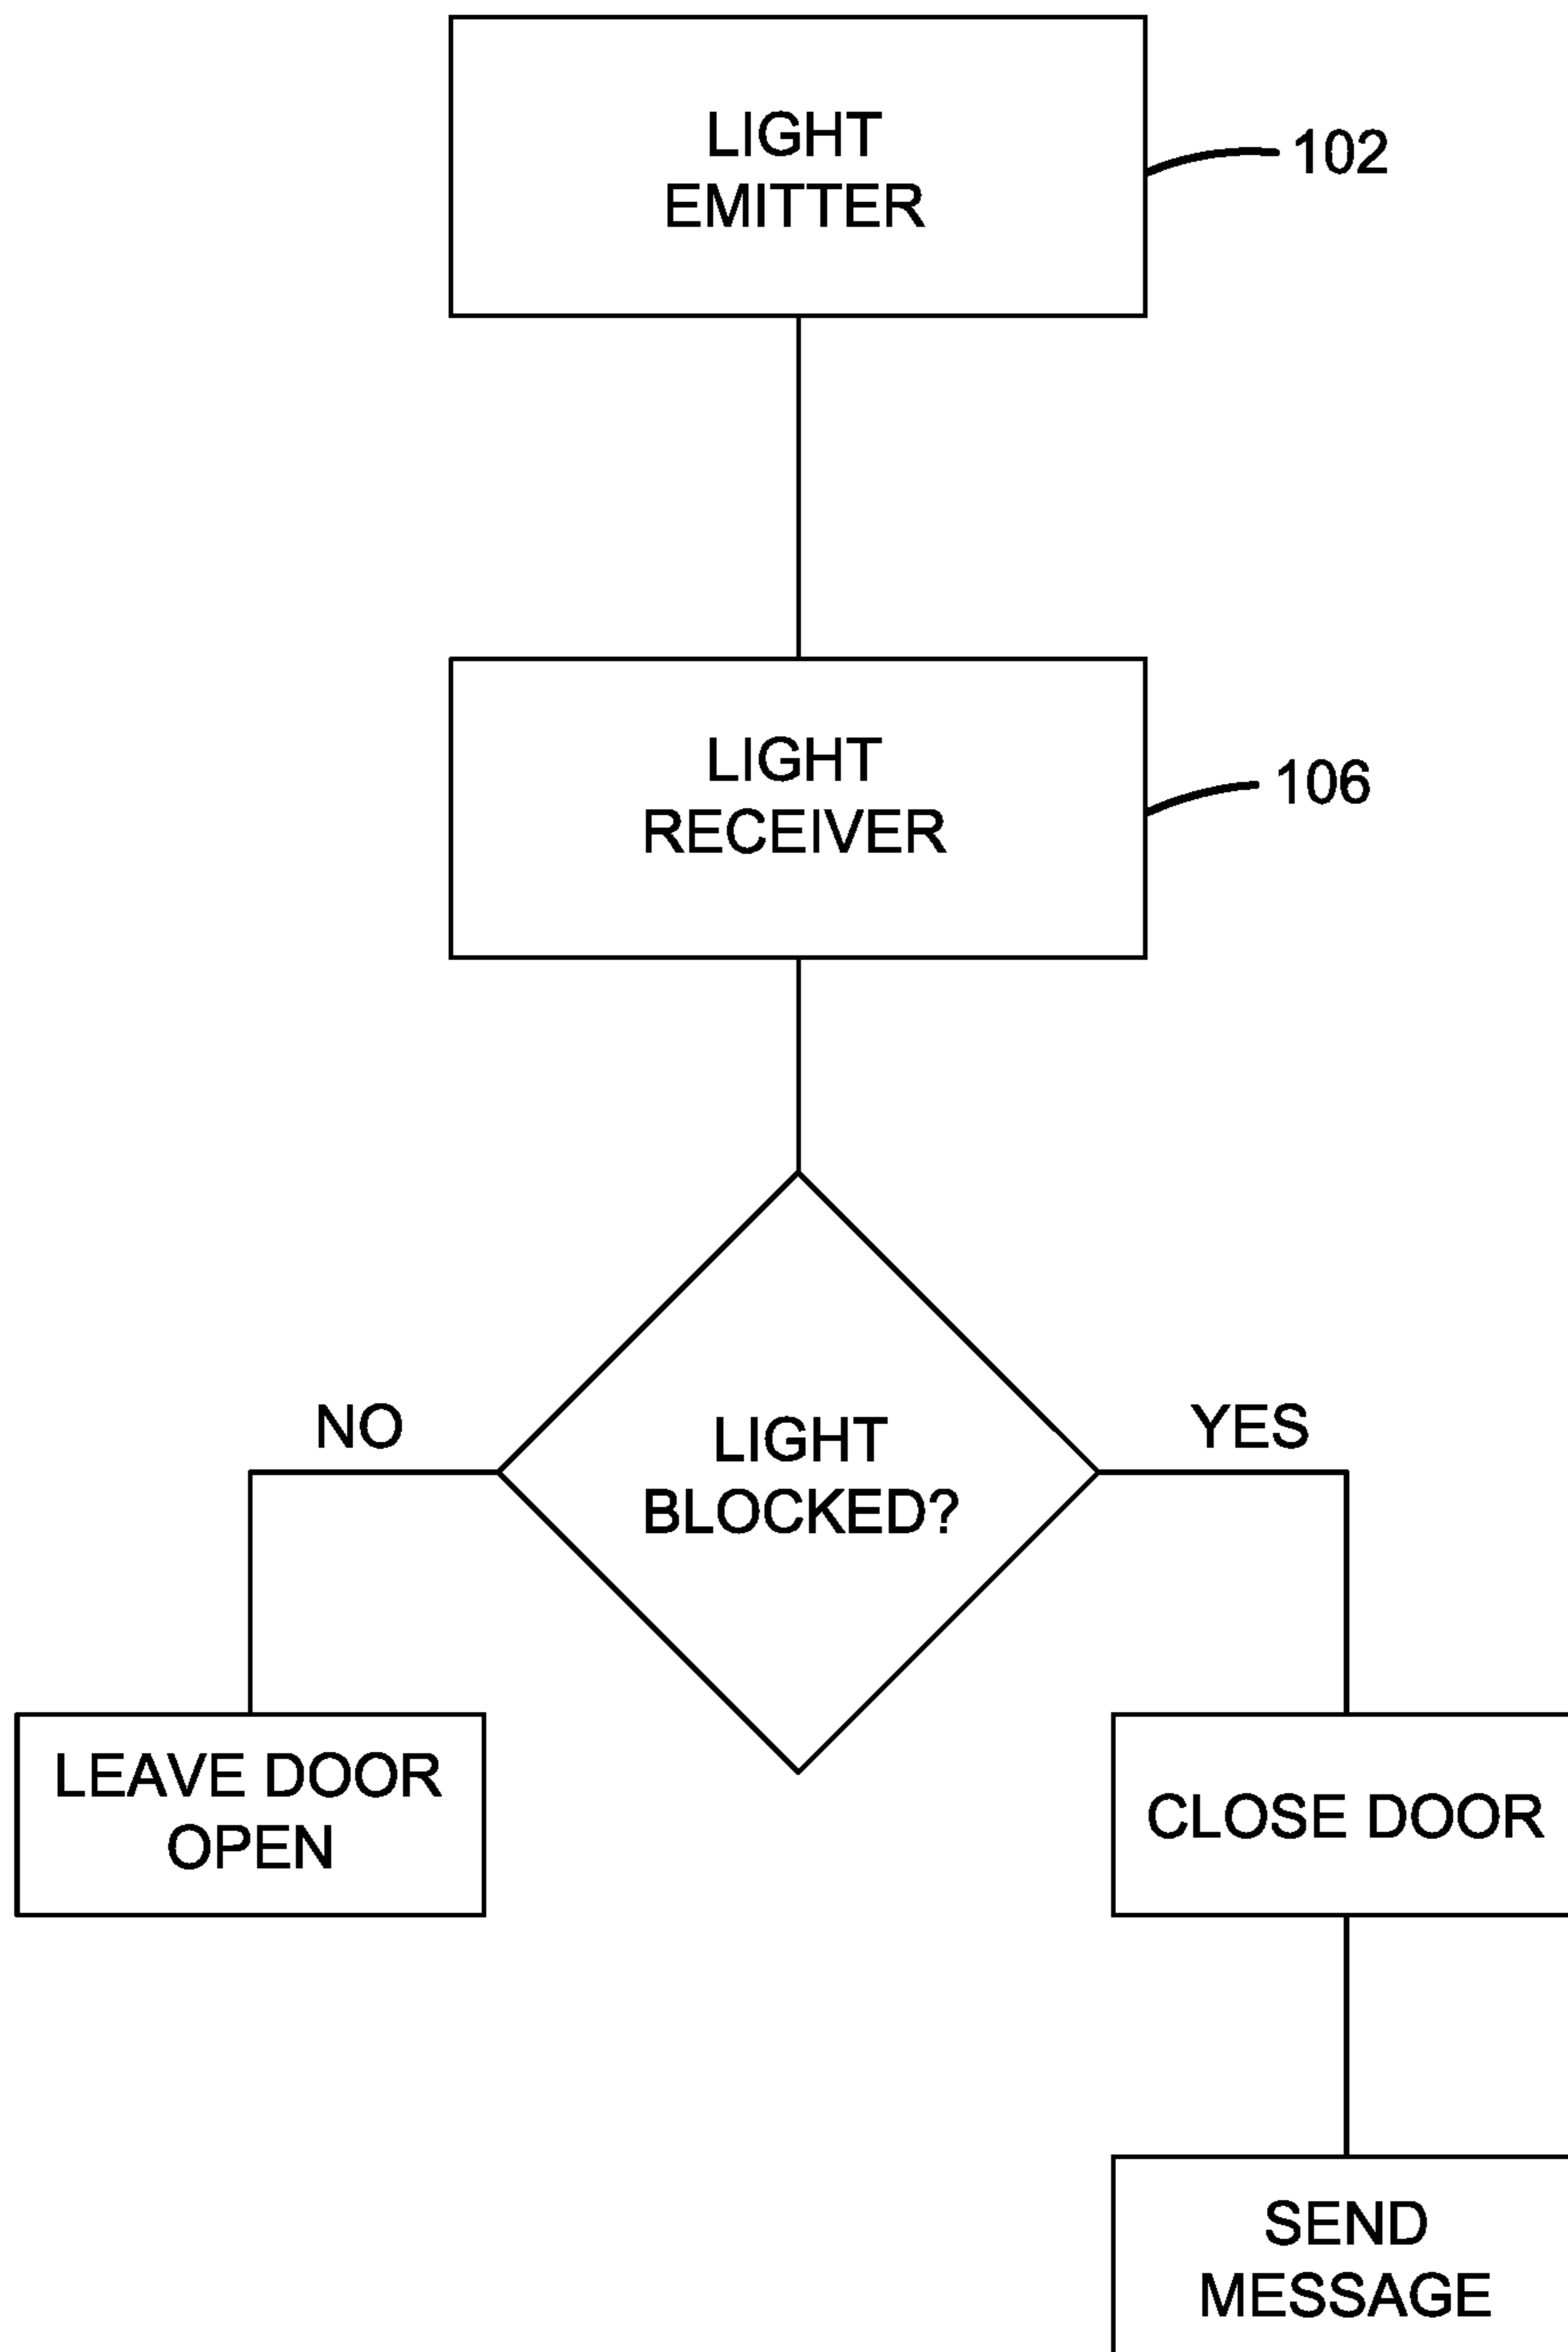 LIGHT
EMITTER
102
LIGHT
RECEIVER
106
LIGHT
BLOCKED?
NO
YES
LEAVE DOOR
OPEN
CLOSE DOOR
SEND
MESSAGE